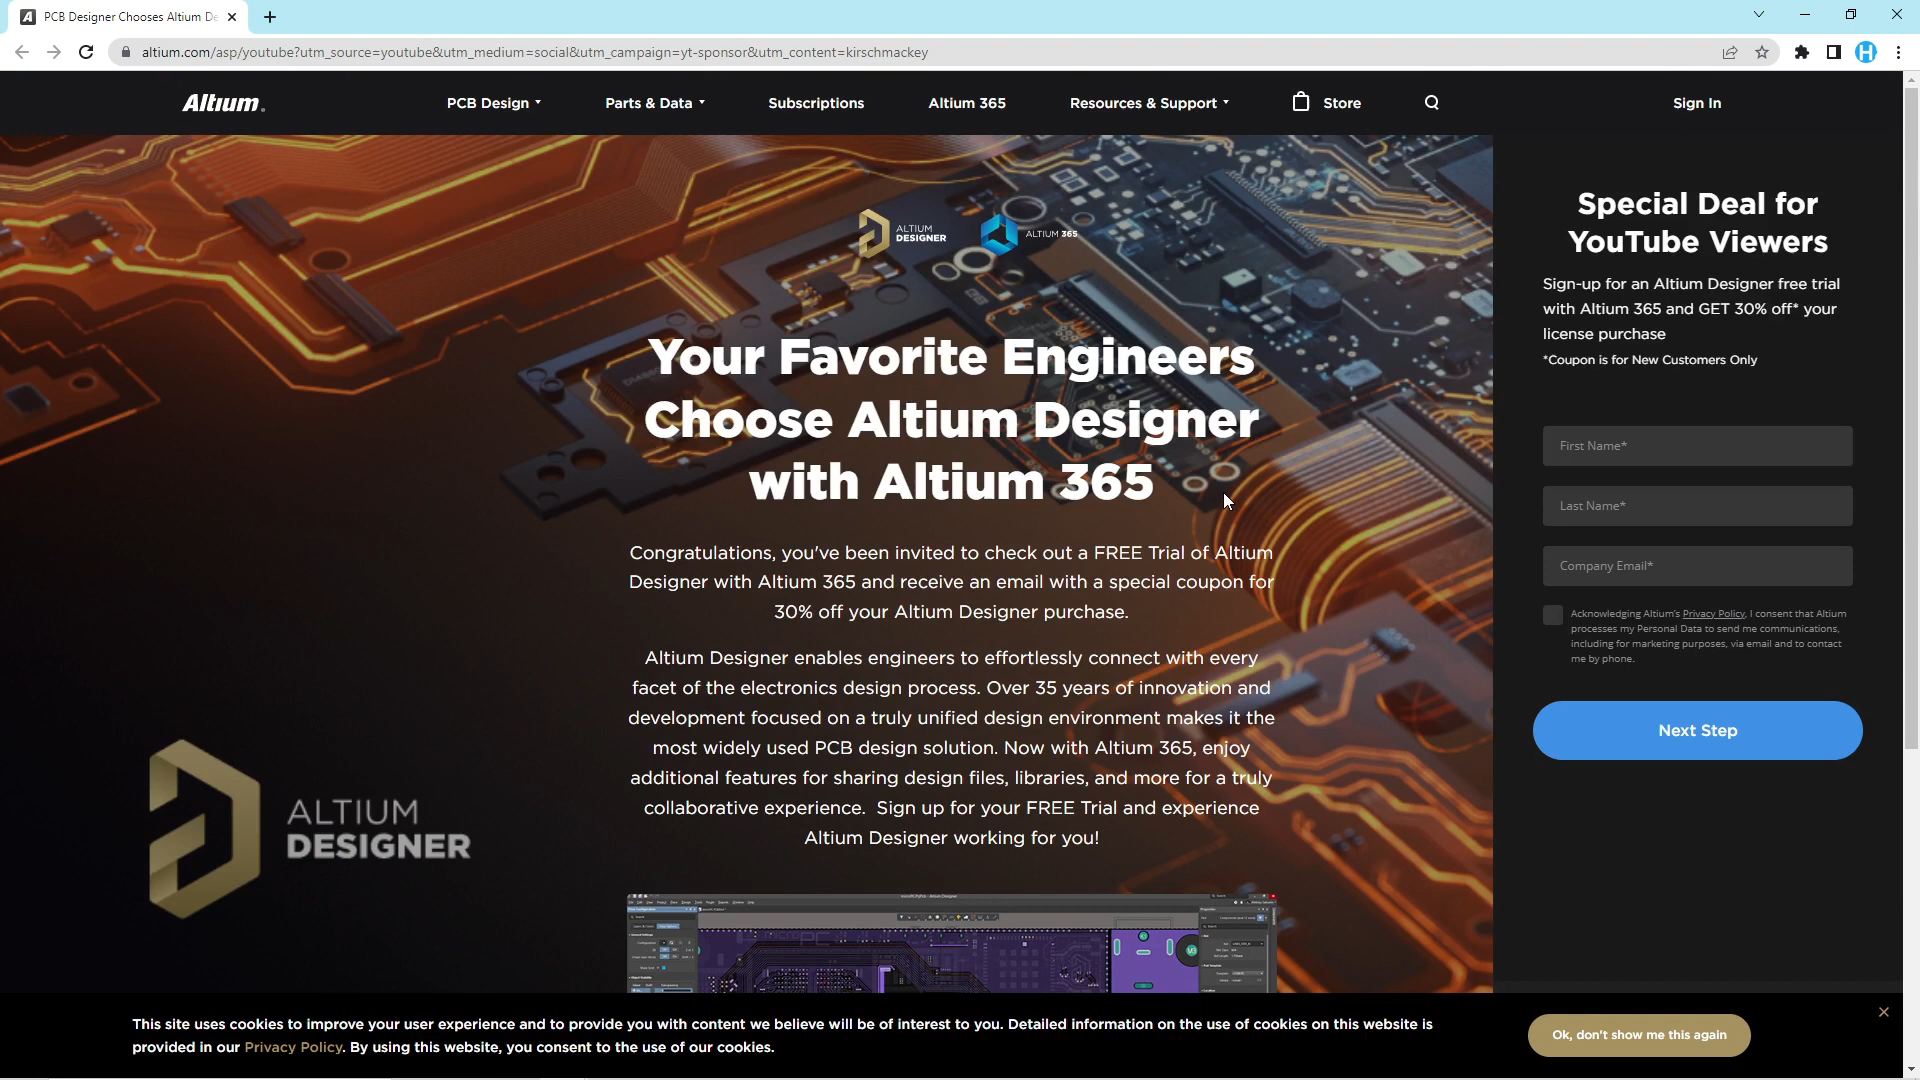 PCB Designer Chooses Altium De
altium.com/asp/youtube?utm_source=youtube&utm_medium=social&utm_campaign=yt-sponsor&utm_content=kirschmackey
H
Altium.
PCB Design
Parts & Data
Subscriptions
Altium 365
Resources & Support
Store
Sign In
ALTIUM
DESIGNER
ALTIUM 365
Your Favorite Engineers
Choose Altium Designer
with Altium 365
Congratulations, you've been invited to check out a FREE Trial of Altium
Designer with Altium 365 and receive an email with a special coupon for
30% off your Altium Designer purchase.
Altium Designer enables engineers to effortlessly connect with every
facet of the electronics design process. Over 35 years of innovation and
development focused on a truly unified design environment makes it the
most widely used PCB design solution. Now with Altium 365, enjoy
additional features for sharing design files, libraries, and more for a truly
collaborative experience. Sign up for your FREE Trial and experience
Altium Designer working for you!
ALTIUM
DESIGNER
Special Deal for
YouTube Viewers
Sign-up for an Altium Designer free trial
with Altium 365 and GET 30% off* your
license purchase
*Coupon is for New Customers Only
First Name*
Last Name*
Company Email*
Acknowledging Altium's Privacy Policy, I consent that Altium
processes my Personal Data to send me communications,
including for marketing purposes, via email and to contact
me by phone.
Next Step
This site uses cookies to improve your user experience and to provide you with content we believe will be of interest to you. Detailed information on the use of cookies on this website is
provided in our Privacy Policy. By using this website, you consent to the use of our cookies.
Ok, don't show me this again